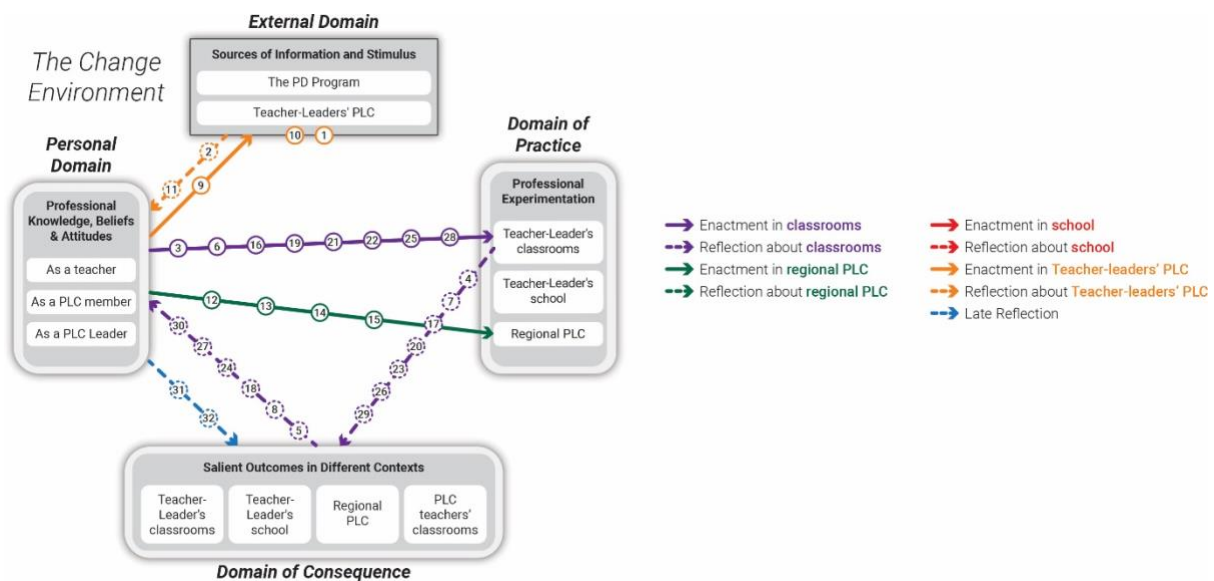 External Domain
The Change
Environment
Sources of Information and Stimulus
The PD Program
Teacher-Leaders' PLC
10
1
2
11
9
Personal
Domain
Professional
Knowledge, Beliefs
& Attitudes
As a teacher
As a PLC member
As a PLC Leader
Domain of
Practice
Professional
Experimentation
Teacher-Leader's
classrooms
Teacher-Leader's
school
Regional PLC
3
6
16
19
21
22
25
28
12
13
14
15
4
7
17
20
23
26
29
30
27
24
18
8
5
31
32
Salient Outcomes in Different Contexts
Teacher-
Leader's
classrooms
Teacher-
Leader's
school
Regional
PLC
PLC
teachers'
classrooms
Domain of Consequence
Enactment in classrooms
Reflection about classrooms
Enactment in regional PLC
Reflection about regional PLC
Enactment in school
Reflection about school
Enactment in Teacher-leaders' PLC
Reflection about Teacher-leaders' PLC
Late Reflection